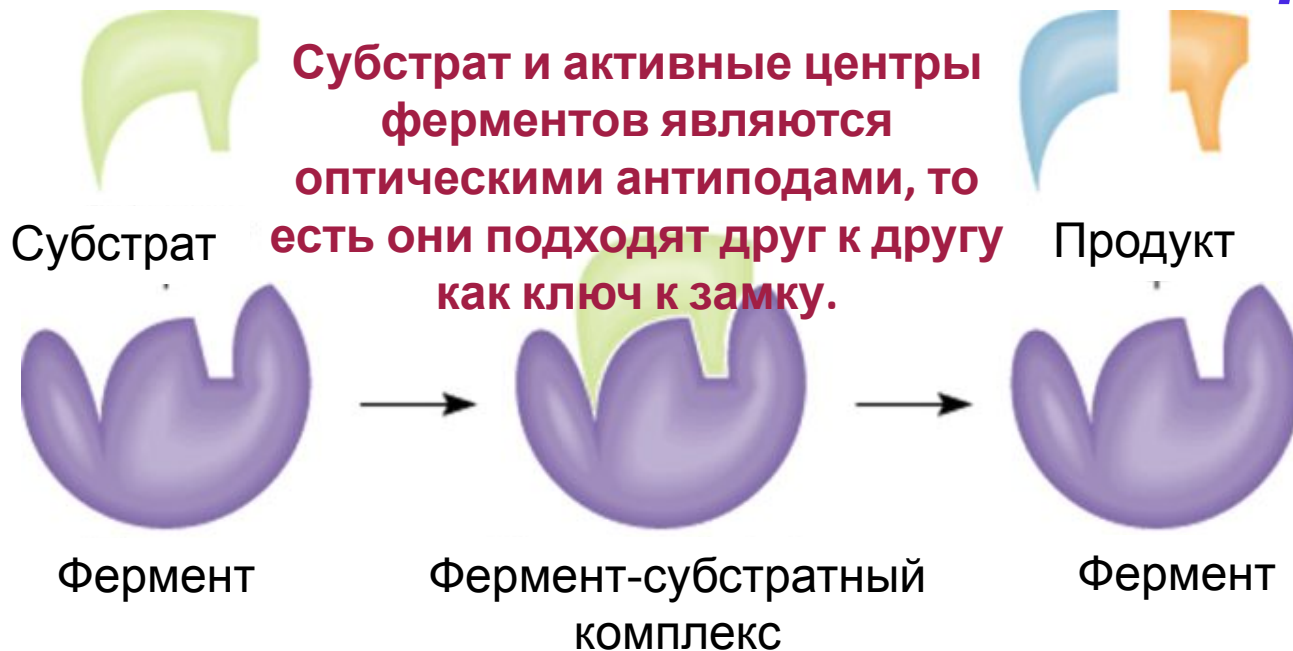 Субстрат и активные центры
ферментов являются
оптическими антиподами, то
есть они подходят друг к другу
как ключ к замку.
Субстрат
Продукт
Фермент
Фермент-субстратный
комплекс
Фермент